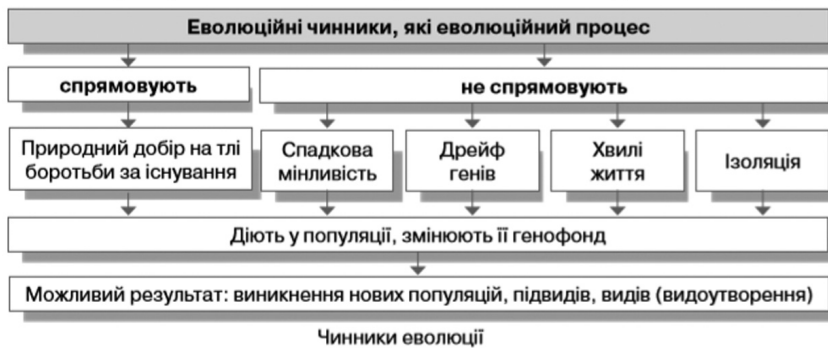 Еволюційні чинники, які еволюційний процес
спрямовують
не спрямовують
Природний добір на тлі
боротьби за існування
Спадкова
мінливість
Дрейф
генів
Хвилі
життя
Ізоляція
Діють у популяції, змінюють її генофонд
Можливий результат: виникнення нових популяцій, підвидів, видів (видоутворення)
Чинники еволюції